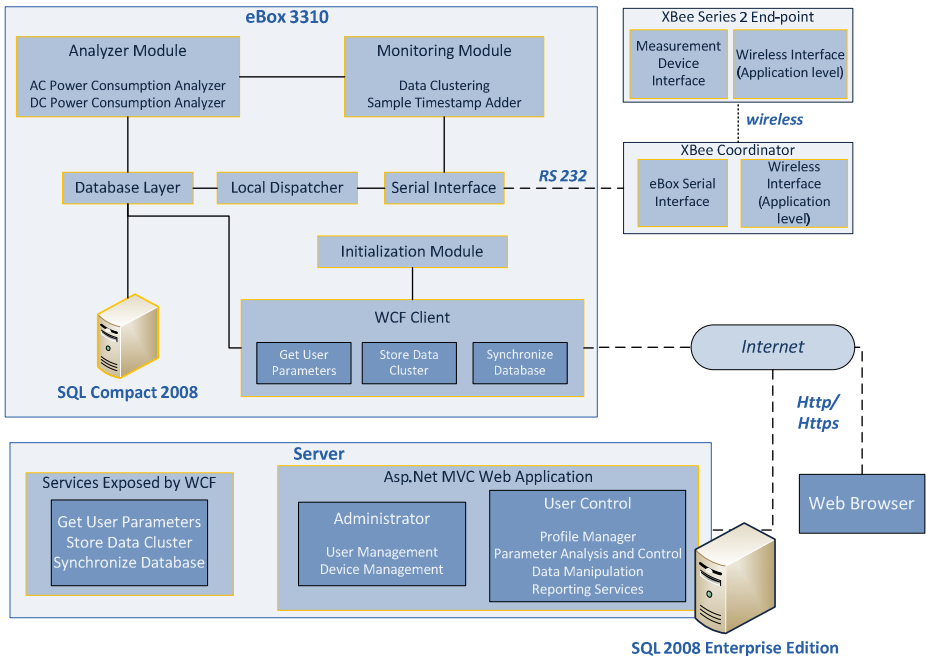 eBox 3310
Analyzer Module
AC Power Consumption Analyzer
DC Power Consumption Analyzer
Monitoring Module
Data Clustering
Sample Timestamp Adder
XBee Series 2 End-point
Measurement
Device
Interface
Wireless Interface
(Application level)
wireless
XBee Coordinator
eBox Serial
Interface
Wireless
Interface
(Application
level)
Database Layer
Local Dispatcher
Serial Interface
RS 232
Initialization Module
WCF Client
Get User
Parameters
Store Data
Cluster
Synchronize
Database
SQL Compact 2008
Internet
Http/
Https
Web Browser
Server
Services Exposed by WCF
Get User Parameters
Store Data Cluster
Synchronize Database
Asp.Net MVC Web Application
Administrator
User Management
Device Management
User Control
Profile Manager
Parameter Analysis and Control
Data Manipulation
Reporting Services
SQL 2008 Enterprise Edition